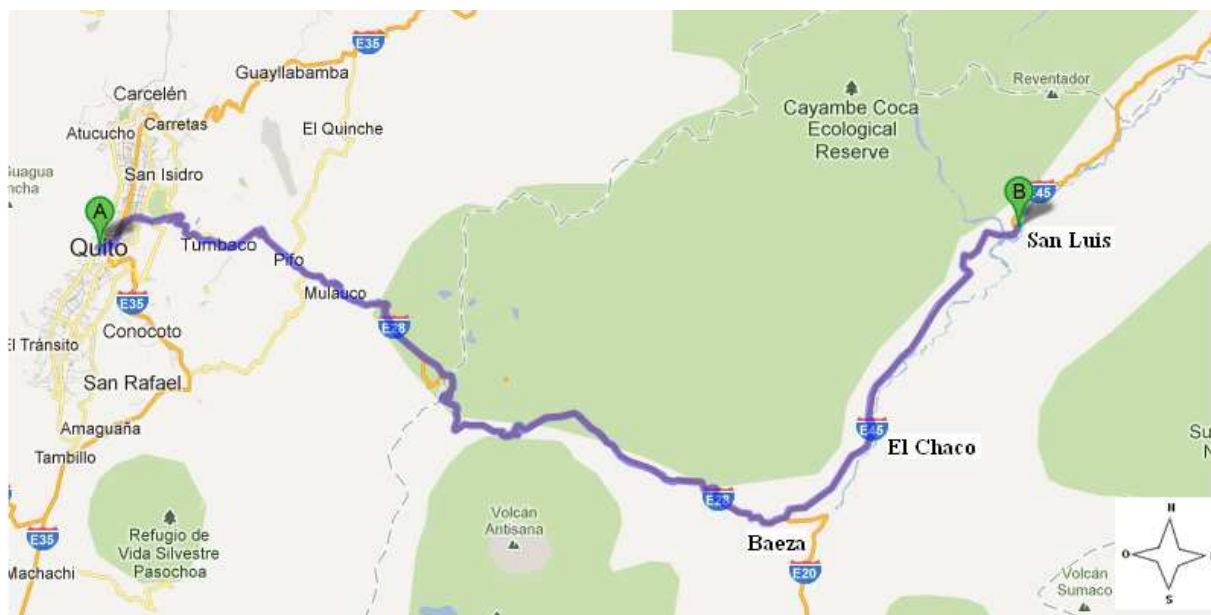 E35
Guayllabamba
Carcelén
Atucucho
Carretas
El Quinche
San Isidro
Guagua
Cayambe Coca
Ecological
Reserve
Reventador
A
Quito
Tumbaco
Pifo
Mulauco
B
E45
San Luis
E35
E28
Conocoto
El Tránsito
San Rafael
Amaguaña
Tambillo
E45
El Chaco
Su
N
E28
Baeza
Volcán
Antisana
Refugio de
Vida Silvestre
Pasochoa
E35
Machachi
E20
Volcán
Sumaco
N
O
S